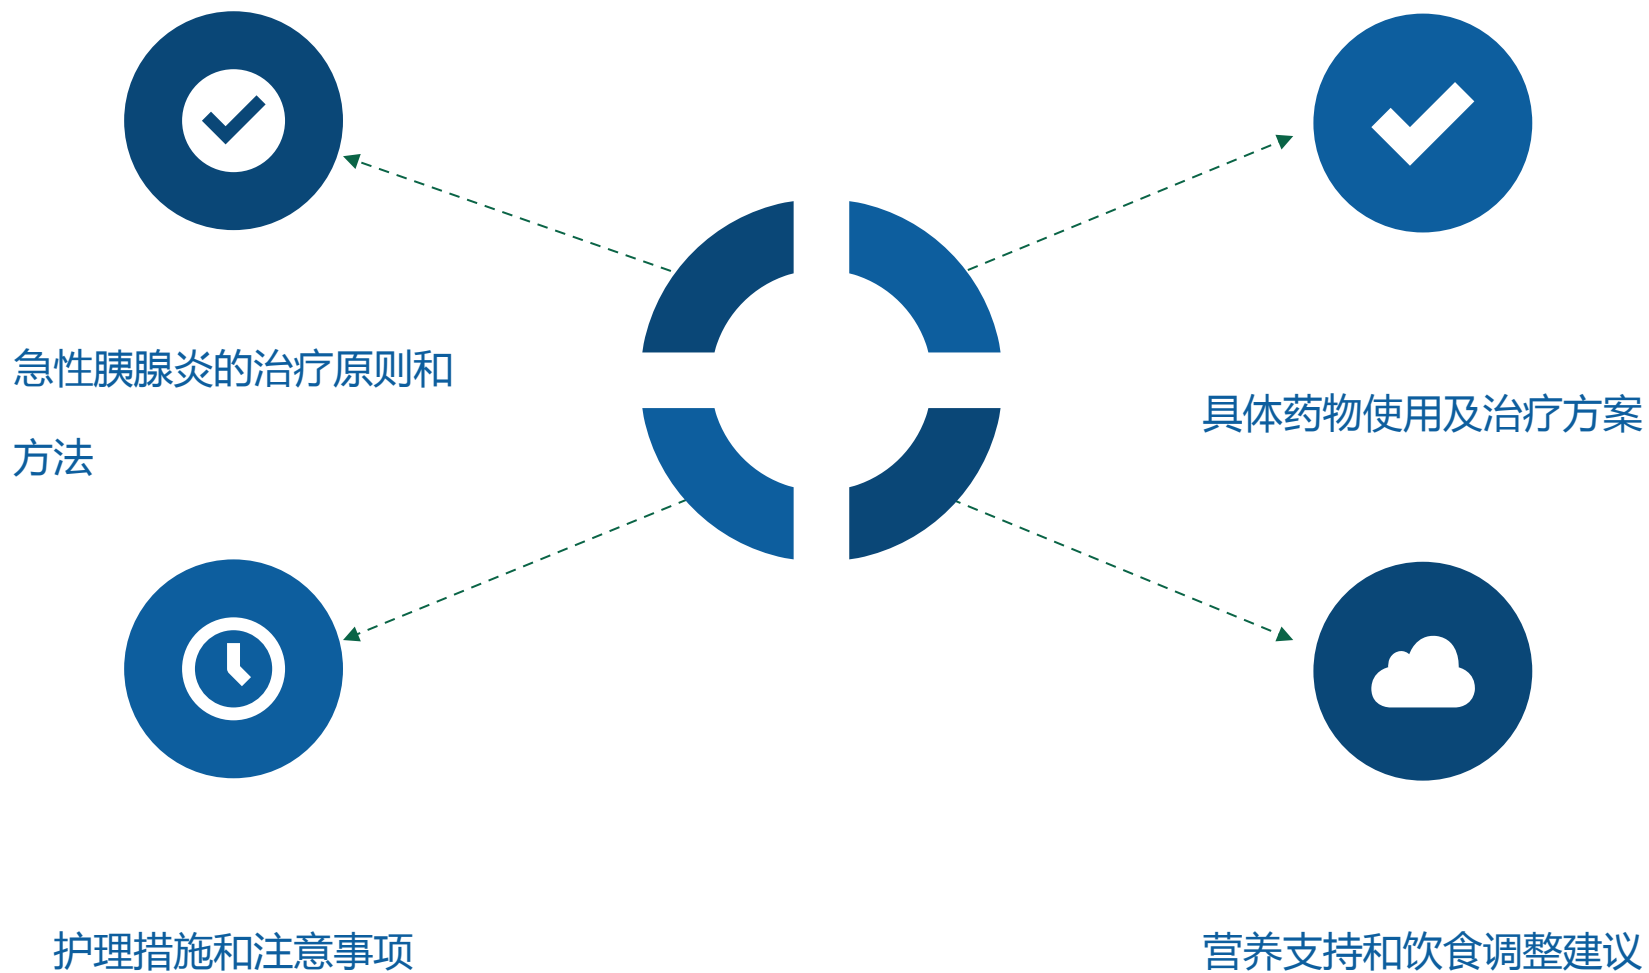 急性胰腺炎的治疗原则和
方法
具体药物使用及治疗方案
护理措施和注意事项
营养支持和饮食调整建议